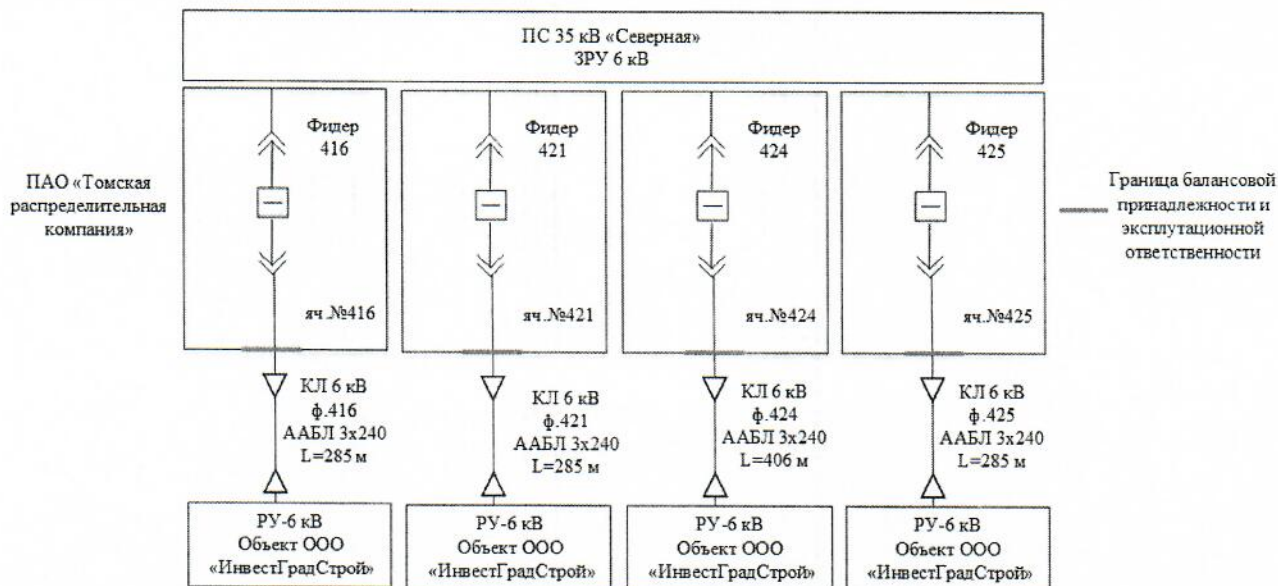 ПС 35 кВ «Северная»
ЗРУ 6 кВ
ПАО «Томская
распределительная
компания»
Фидер
416
яч.№416
Фидер
421
яч.№421
Фидер
424
яч.№424
Фидер
425
яч.№425
Граница балансовой
принадлежности и
эксплутационной
ответственности
КЛ 6 кВ
ф.416
ААБЛ 3х240
L=285 м
КЛ 6 кВ
ф.421
ААБЛ 3х240
L=285 м
КЛ 6 кВ
ф.424
ААБЛ 3х240
L=406 м
КЛ 6 кВ
ф.425
ААБЛ 3х240
L=285 м
РУ-6 кВ
Объект ООО
«ИнвестГрадСтрой»
РУ-6 кВ
Объект ООО
«ИнвестГрадСтрой»
РУ-6 кВ
Объект ООО
«ИнвестГрадСтрой»
РУ-6 кВ
Объект ООО
«ИнвестГрадСтрой»